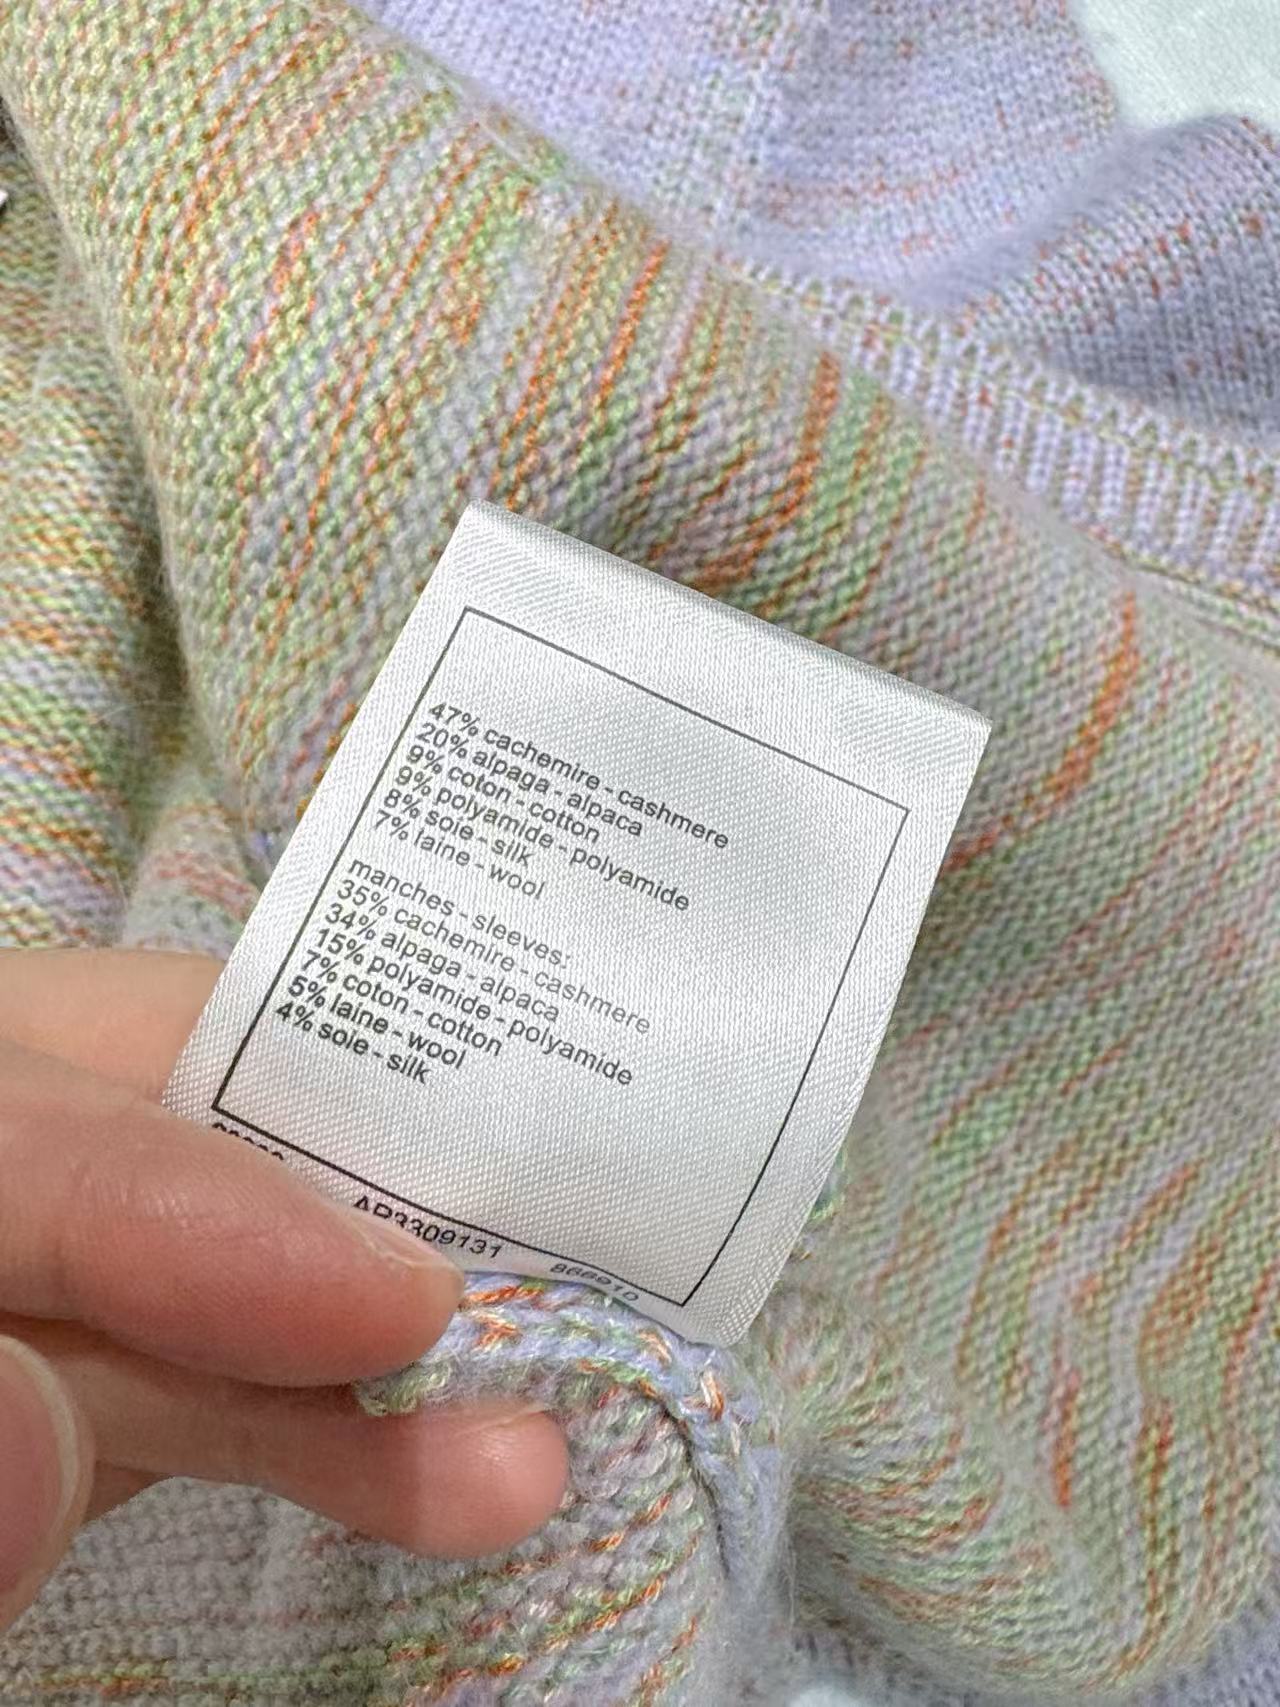 47% cachemire - cashmere
20% alpaga - alpaca
9% coton - cotton
9% polyamide - polyamide
8% soie - silk
7% laine - wool
manches - sleeves:
35% cachemire - cashmere
34% alpaga - alpaca
15% polyamide - polyamide
7% coton - cotton
5% laine - wool
4% soie - silk